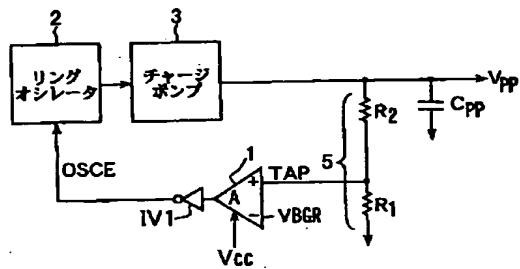 2
3
リング
オシレータ
チャージ
ポンプ
Vpp
R2
Cpp
5
1
TAP
OSCE
+
A
R1
IV1
-
VBGR
Vcc